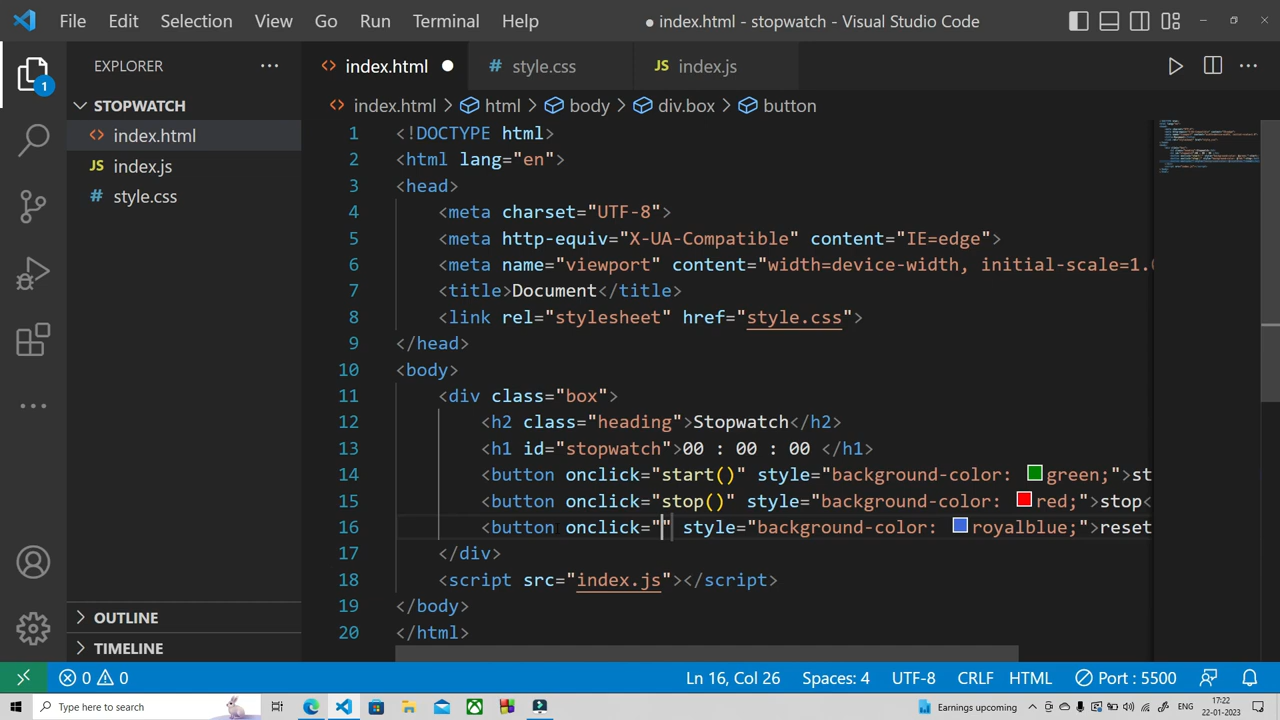 File Edit Selection View Go Run Terminal Help ● index.html - stopwatch - Visual Studio Code
EXPLORER
index.html
style.css
JS index.js
STOPWATCH
index.html > html > body > div.box > button
index.html
JS index.js
style.css
1 <!DOCTYPE html>
2 <html lang="en">
3 <head>
4 <meta charset="UTF-8">
5 <meta http-equiv="X-UA-Compatible" content="IE=edge">
6 <meta name="viewport" content="width=device-width, initial-scale=1.0
7 <title>Document</title>
8 <link rel="stylesheet" href="style.css">
9 </head>
10 <body>
11 <div class="box">
12 <h2 class="heading">Stopwatch</h2>
13 <h1 id="stopwatch">00 : 00 : 00 </h1>
14 <button onclick="start()" style="background-color: green;">st
15 <button onclick="stop()" style="background-color: red;">stop<
16 <button onclick="" style="background-color: royalblue;">reset
17 </div>
18 <script src="index.js"></script>
19 </body>
20 </html>
1
OUTLINE
TIMELINE
0 0 Ln 16, Col 26 Spaces: 4 UTF-8 CRLF HTML Port : 5500
Type here to search
Earnings upcoming
ENG
17:22
22-01-2023